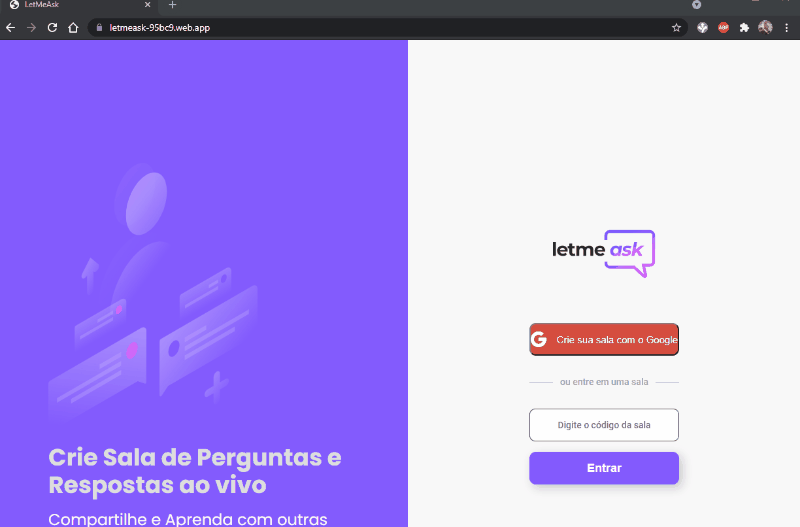 LetMeAsk
letmeask-95bc9.web.app
letme ask
Crie sua sala com o Google
ou entre em uma sala
Digite o código da sala
Entrar
Crie Sala de Perguntas e
Respostas ao vivo
Compartilhe e Aprenda com outras